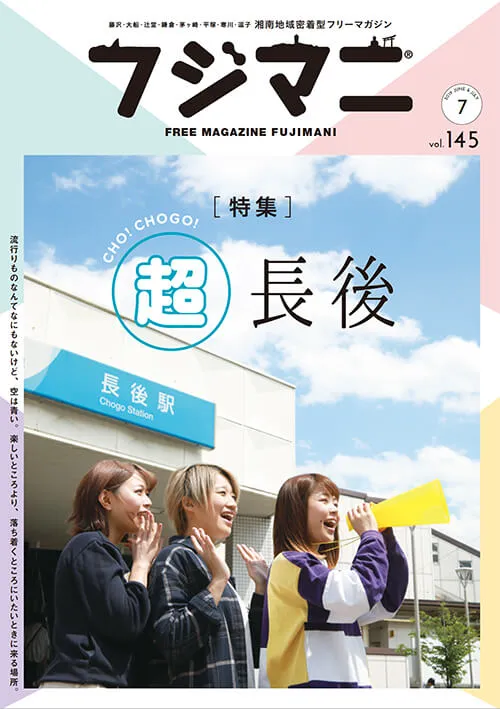 藤沢・大船・辻堂・鎌倉・茅ヶ崎・平塚・寒川・逗子 湘南地域密着型フリーマガジン
フジマニ®
FREE MAGAZINE FUJIMANI
2019 JUNE & JULY
7
vol.145
[特集]
CHO! CHOGO!
超 長後
長後駅
Chogo Station
流行りものなんてなにもないけど、空は青い。楽しいところより、落ち着くところにいたいときに来る場所。